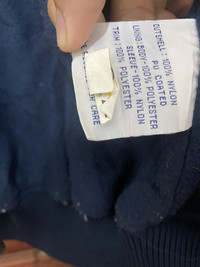 OUTSHELL: 100% NYLON
PU COATED
LINING: BODY-100% POLYESTER
SLEEVE-100% NYLON
TRIM: 100% POLYESTER
CARE